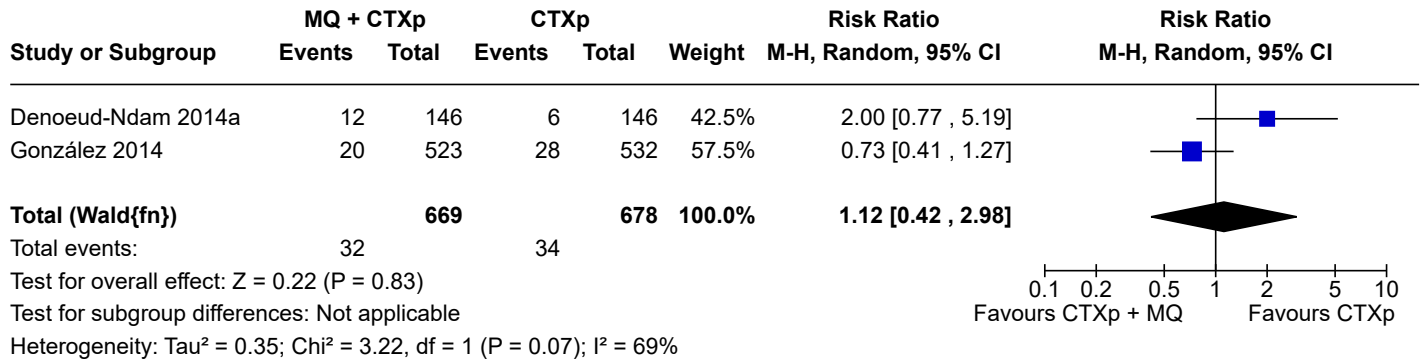 MQ + CTXp CTXp Risk Ratio Risk Ratio
Study or Subgroup Events Total Events Total Weight M-H, Random, 95% CI M-H, Random, 95% CI
Denoeud-Ndam 2014a 12 146 6 146 42.5% 2.00 [0.77 , 5.19]
González 2014 20 523 28 532 57.5% 0.73 [0.41 , 1.27]
Total (Wald{fn}) 669 678 100.0% 1.12 [0.42 , 2.98]
Total events: 32 34
Test for overall effect: Z = 0.22 (P = 0.83) 0.1 0.2 0.5 1 2 5 10
Test for subgroup differences: Not applicable Favours CTXp + MQ Favours CTXp
Heterogeneity: Tau² = 0.35; Chi² = 3.22, df = 1 (P = 0.07); I² = 69%